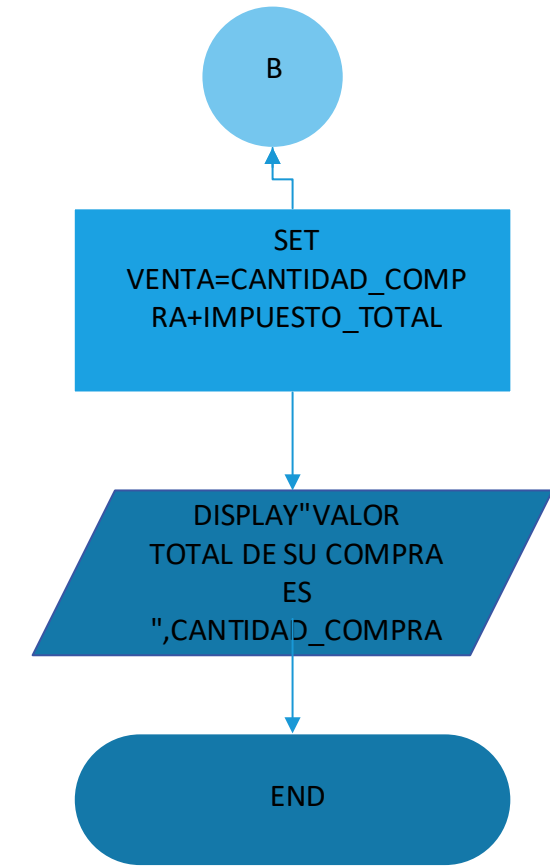 B
SET
VENTA=CANTIDAD_COMP
RA+IMPUESTO_TOTAL
DISPLAY"VALOR
TOTAL DE SU COMPRA
ES
",CANTIDAD_COMPRA
END